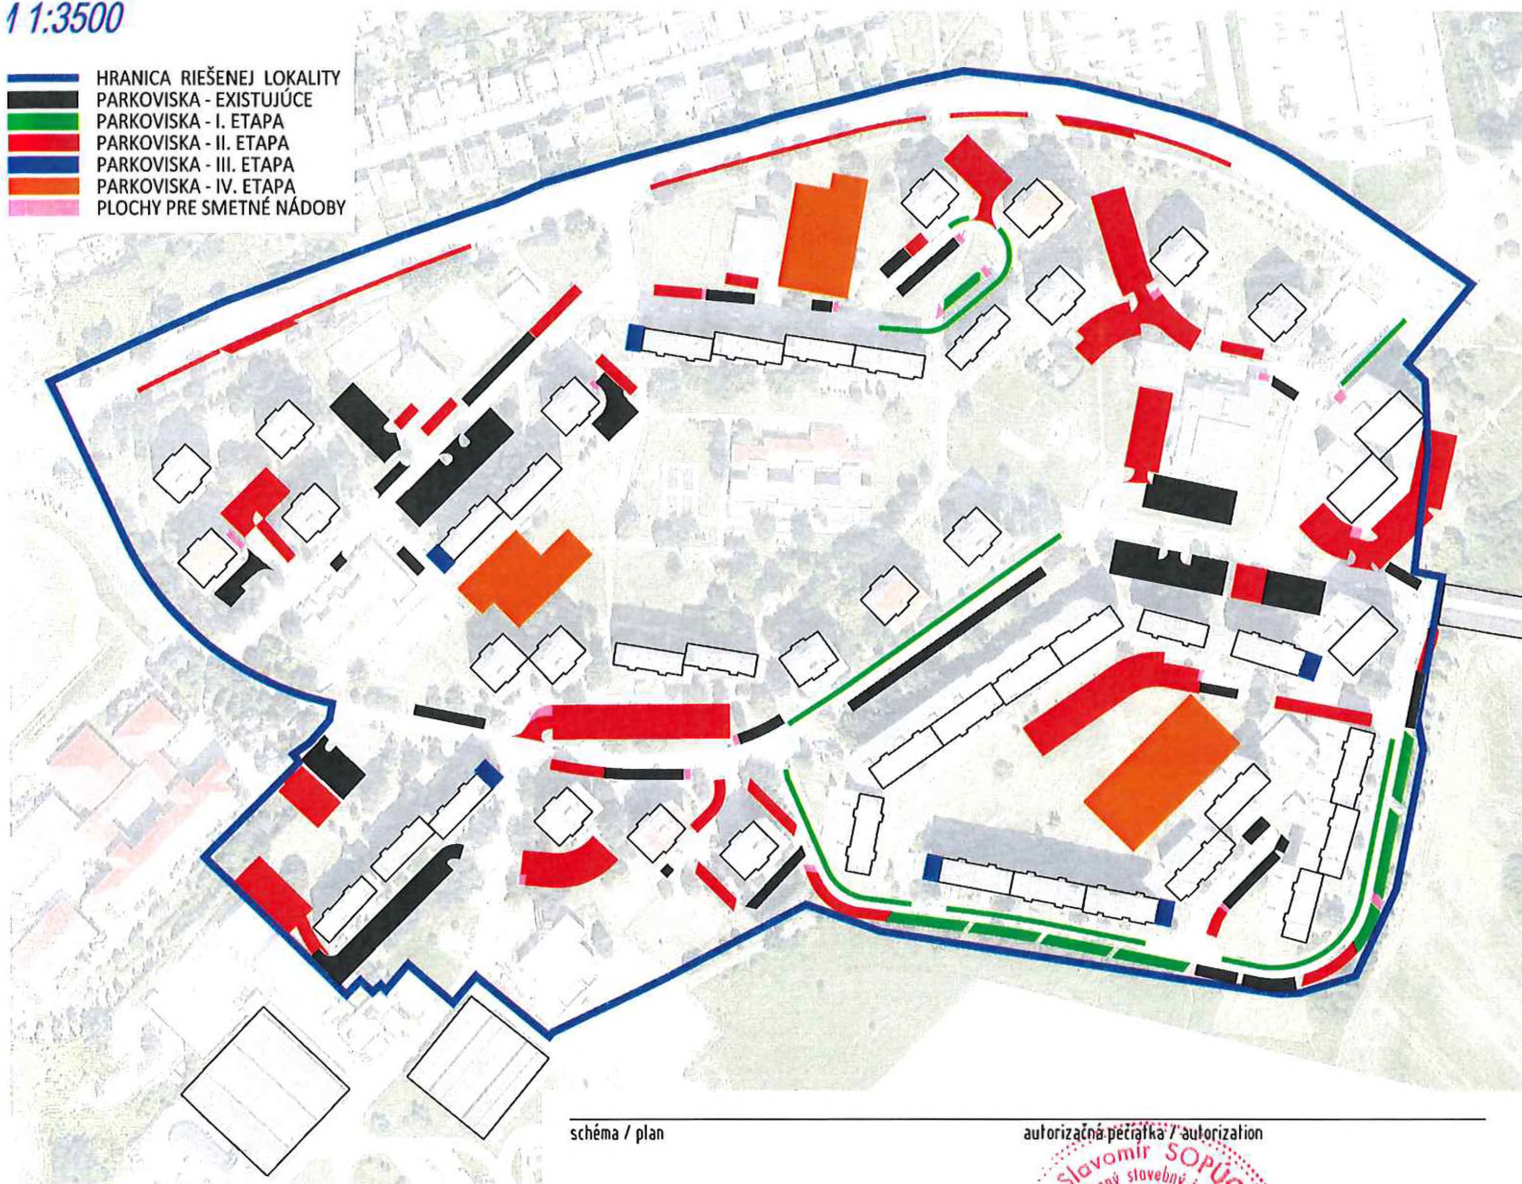 1:3500
HRANICA RIEŠENEJ LOKALITY
PARKOVISKA - EXISTUJÚCE
PARKOVISKA - I. ETAPA
PARKOVISKA - II. ETAPA
PARKOVISKA - III. ETAPA
PARKOVISKA - IV. ETAPA
PLOCHY PRE SMETNÉ NÁDOBY
schéma / plan
autorizačná pečiatka / autorization
Slavomír
stavebný